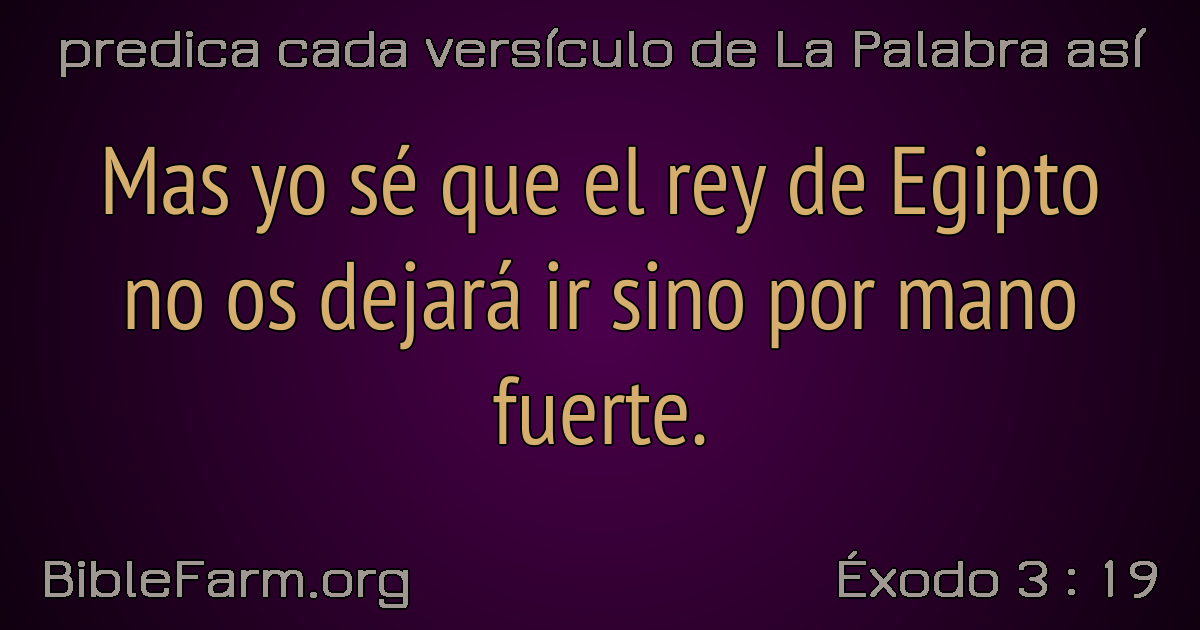 predica cada versículo de La Palabra así
Mas yo sé que el rey de Egipto
no os dejará ir sino por mano
fuerte.
BibleFarm.org
Éxodo 3 : 19